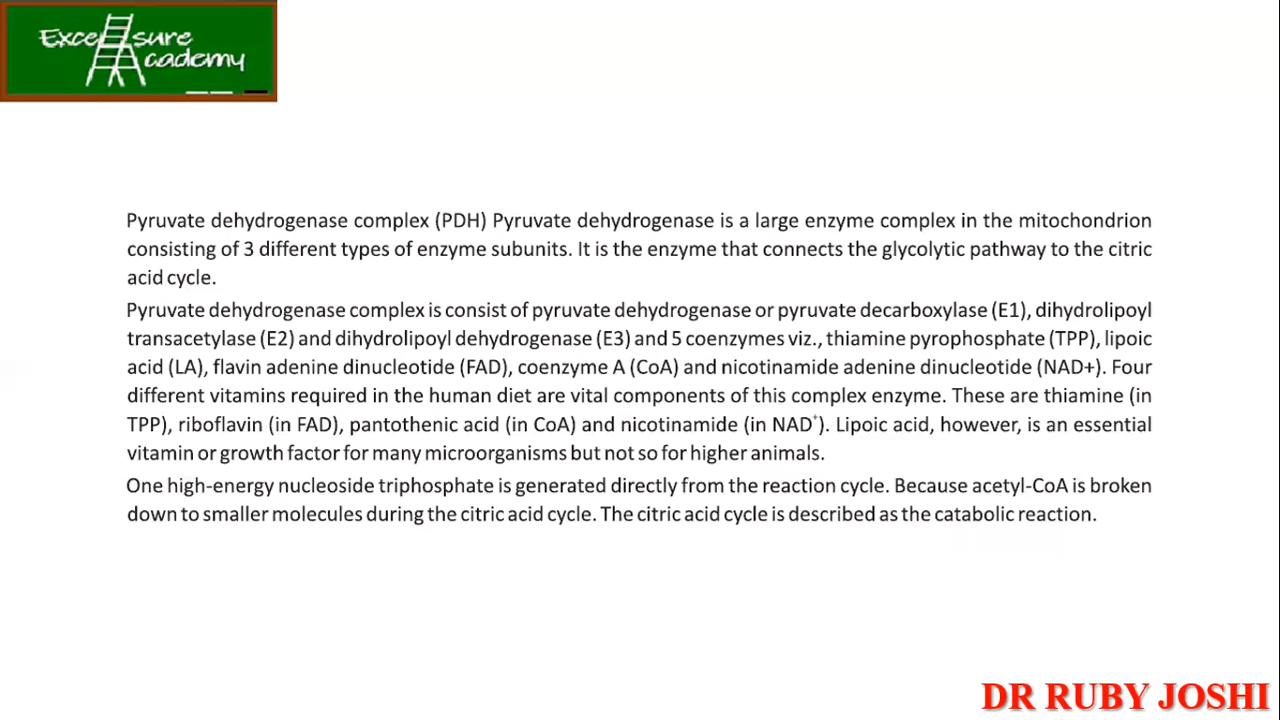 Excel sure
Academy
Pyruvate dehydrogenase complex (PDH) Pyruvate dehydrogenase is a large enzyme complex in the mitochondrion
consisting of 3 different types of enzyme subunits. It is the enzyme that connects the glycolytic pathway to the citric
acid cycle.
Pyruvate dehydrogenase complex is consist of pyruvate dehydrogenase or pyruvate decarboxylase (E1), dihydrolipoyl
transacetylase (E2) and dihydrolipoyl dehydrogenase (E3) and 5 coenzymes viz., thiamine pyrophosphate (TPP), lipoic
acid (LA), flavin adenine dinucleotide (FAD), coenzyme A (CoA) and nicotinamide adenine dinucleotide (NAD+). Four
different vitamins required in the human diet are vital components of this complex enzyme. These are thiamine (in
TPP), riboflavin (in FAD), pantothenic acid (in CoA) and nicotinamide (in NAD⁺). Lipoic acid, however, is an essential
vitamin or growth factor for many microorganisms but not so for higher animals.
One high-energy nucleoside triphosphate is generated directly from the reaction cycle. Because acetyl-CoA is broken
down to smaller molecules during the citric acid cycle. The citric acid cycle is described as the catabolic reaction.
DR RUBY JOSHI